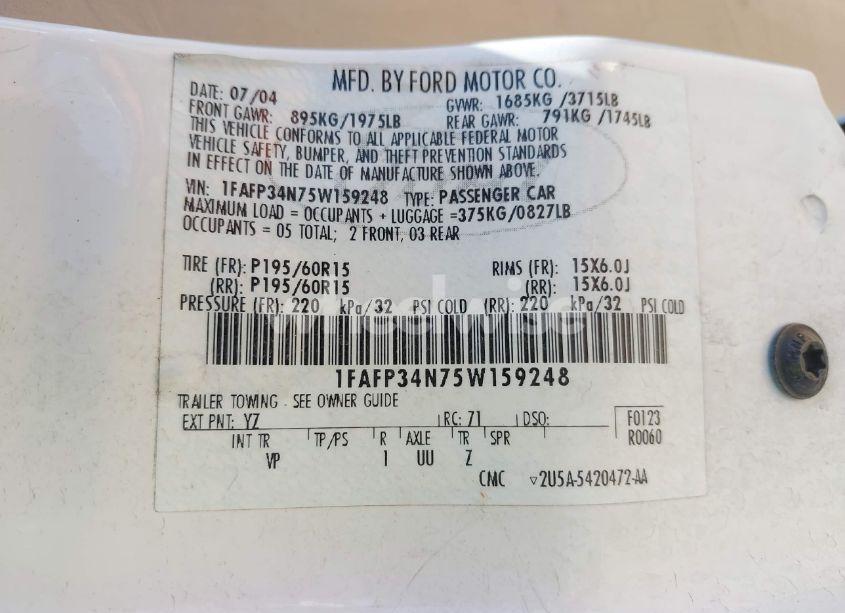 MFD. BY FORD MOTOR CO.
DATE: 07/04 GVWR: 1685KG /3715LB
FRONT GAWR: 895KG/1975LB REAR GAWR: 791KG /1745LB
THIS VEHICLE CONFORMS TO ALL APPLICABLE FEDERAL MOTOR
VEHICLE SAFETY, BUMPER, AND THEFT PREVENTION STANDARDS
IN EFFECT ON THE DATE OF MANUFACTURE SHOWN ABOVE.
VIN: 1FAFP34N75W159248 TYPE: PASSENGER CAR
MAXIMUM LOAD = OCCUPANTS + LUGGAGE =375KG/0827LB
OCCUPANTS = 05 TOTAL; 2 FRONT, 03 REAR
TIRE (FR): P195/60R15 RIMS (FR): 15X6.0J
(RR): P195/60R15 (RR): 15X6.0J
PRESSURE (FR): 220 kPa/32 PSI COLD (RR): 220 kPa/32 PSI COLD
1FAFP34N75W159248
TRAILER TOWING - SEE OWNER GUIDE
EXT PNT: YZ RC: 71 DSO: F0123
INT TR TP/PS R AXLE TR SPR R0060
VP I UU Z
CMC ▽2U5A-5420472-AA